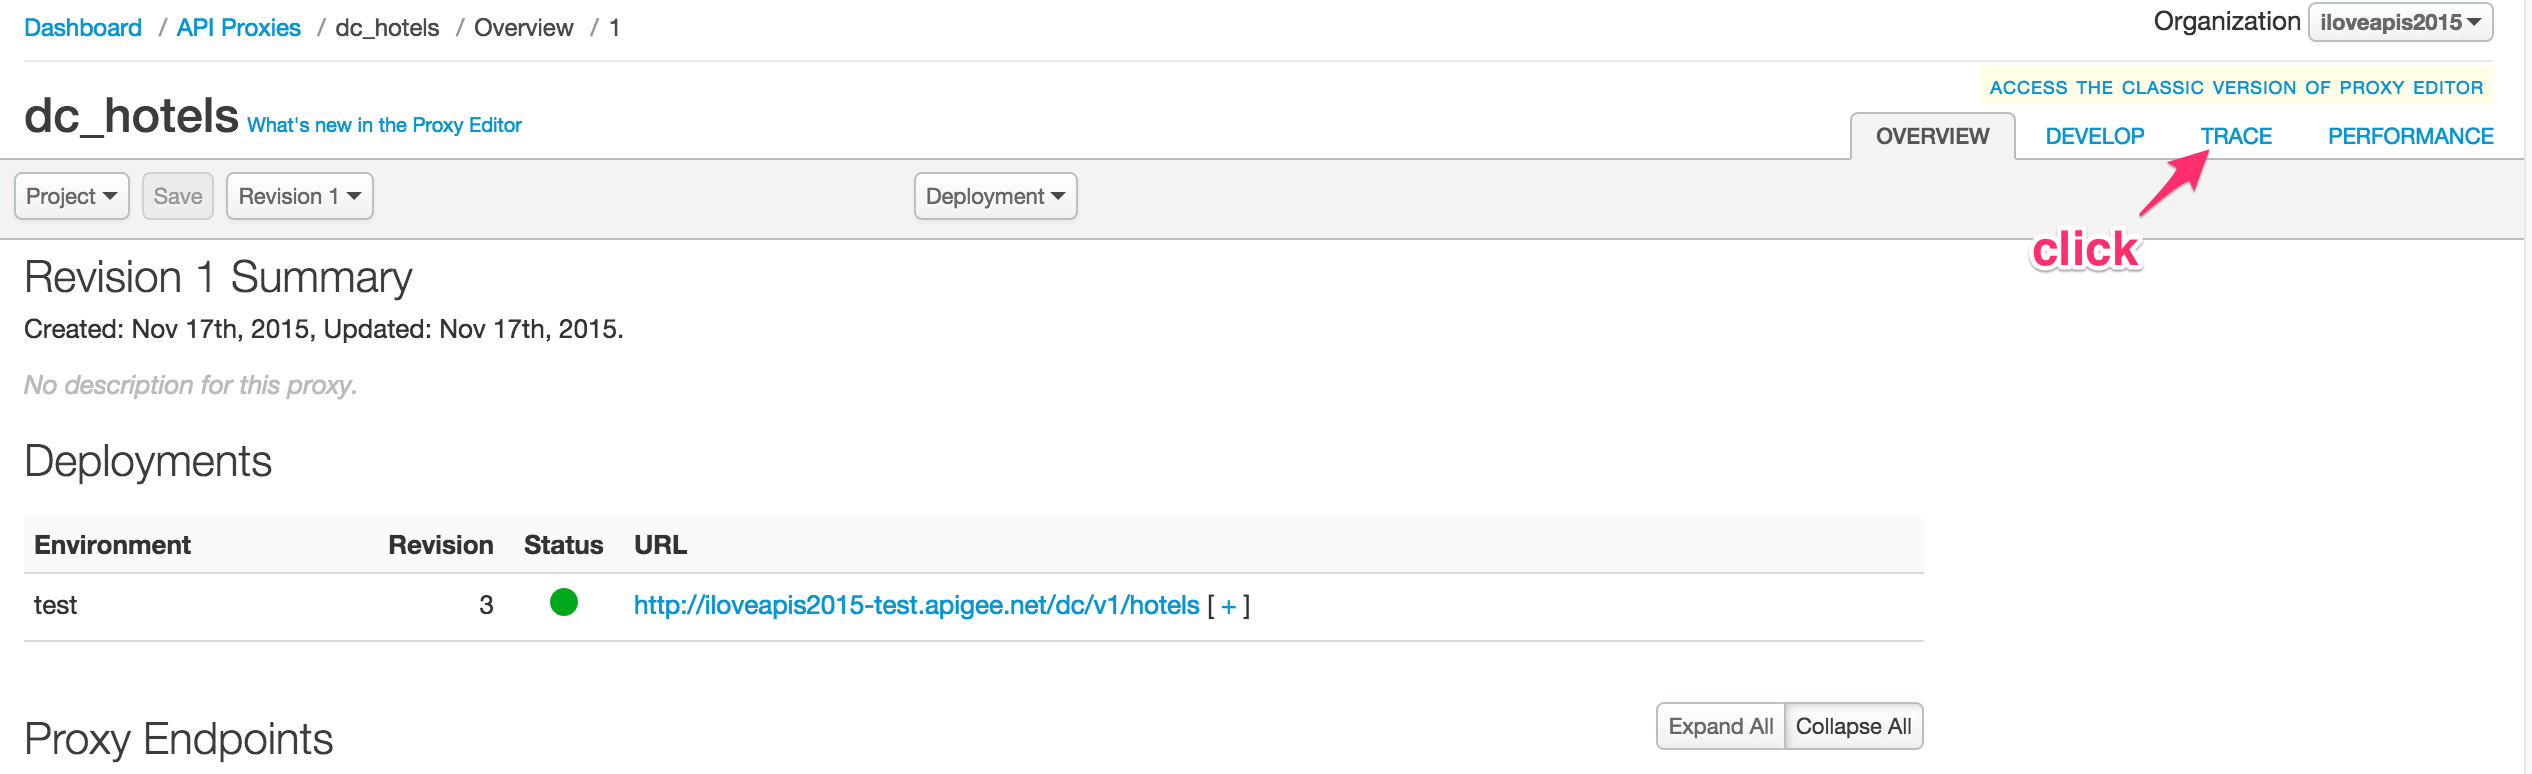 Dashboard / API Proxies / dc_hotels / Overview / 1
Organization iloveapis2015
ACCESS THE CLASSIC VERSION OF PROXY EDITOR
dc_hotels What's new in the Proxy Editor
OVERVIEW DEVELOP TRACE PERFORMANCE
Project Save Revision 1 Deployment
click
Revision 1 Summary
Created: Nov 17th, 2015, Updated: Nov 17th, 2015.
No description for this proxy.
Deployments
Environment Revision Status URL
test 3 http://iloveapis2015-test.apigee.net/dc/v1/hotels [ + ]
Proxy Endpoints
Expand All Collapse All